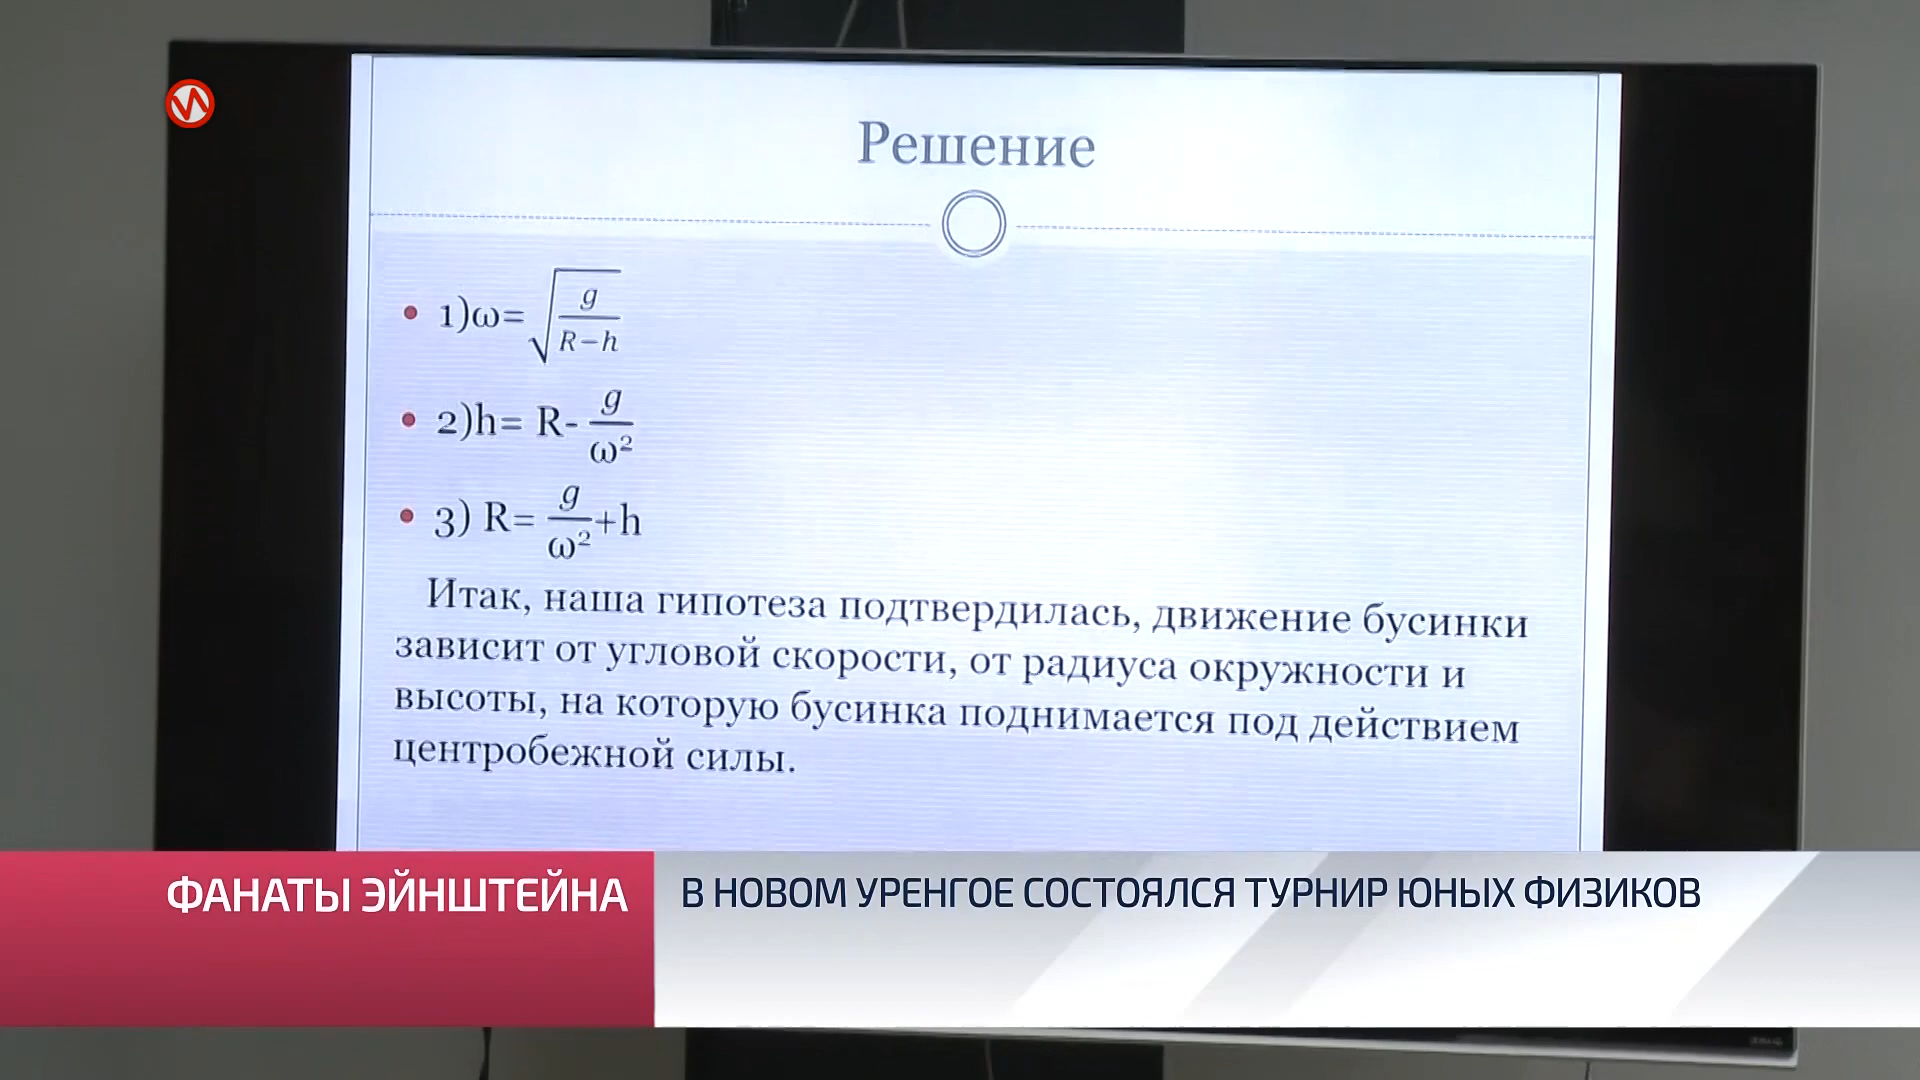 Решение
• 1)ω=√(g/(R−h))
• 2)h= R- g/ω²
• 3) R= g/ω²+h
Итак, наша гипотеза подтвердилась, движение бусинки
зависит от угловой скорости, от радиуса окружности и
высоты, на которую бусинка поднимается под действием
центробежной силы.
ФАНАТЫ ЭЙНШТЕЙНА
В НОВОМ УРЕНГОЕ СОСТОЯЛСЯ ТУРНИР ЮНЫХ ФИЗИКОВ